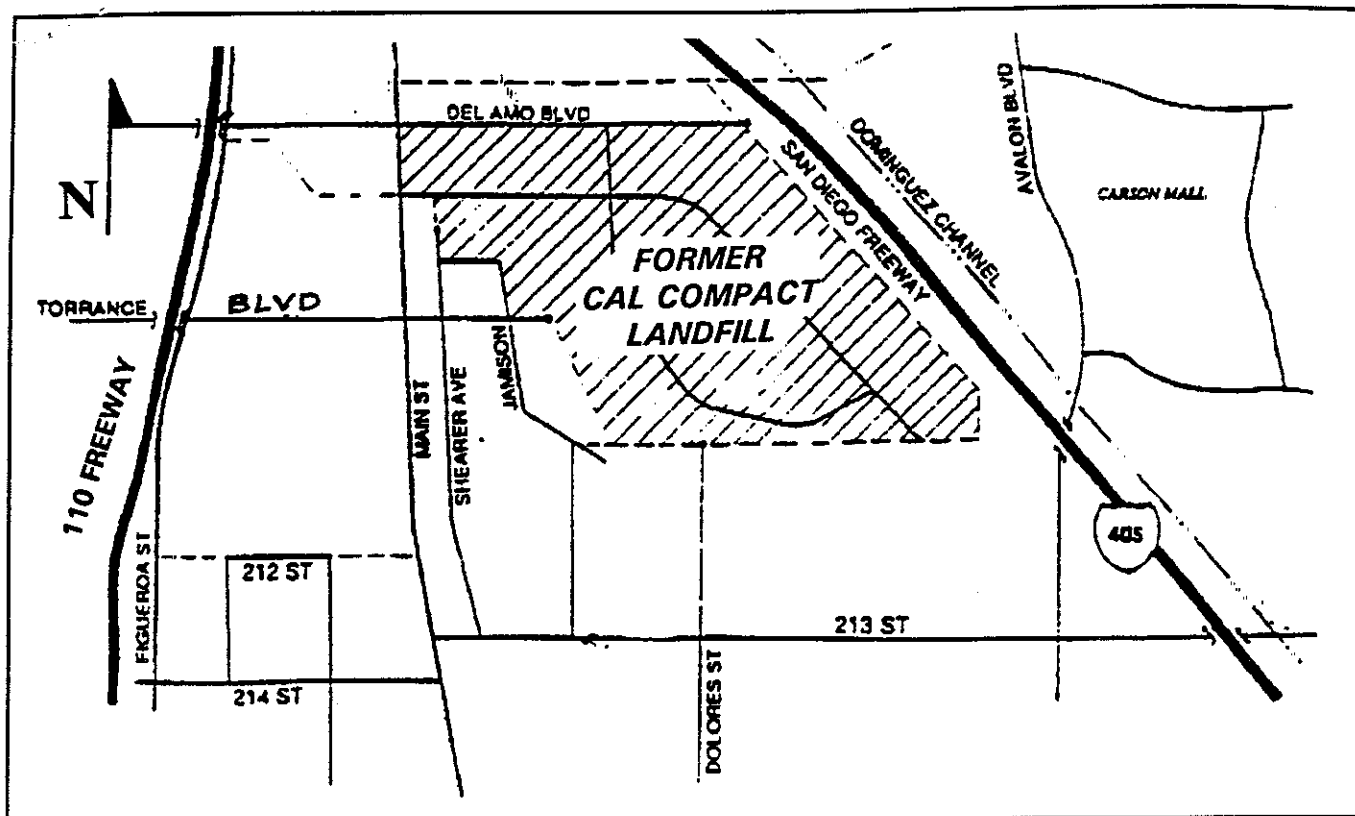 DEL AMO BLVD
AVALON BLVD
DOMINGUEZ CHANNEL
SAN DIEGO FREEWAY
CARSON MALL
N
FORMER
CAL COMPACT
LANDFILL
TORRANCE BLVD
110 FREEWAY
MAIN ST
SHEARER AVE
JAMISON
405
FIGUEROA ST
212 ST
213 ST
214 ST
DOLORES ST